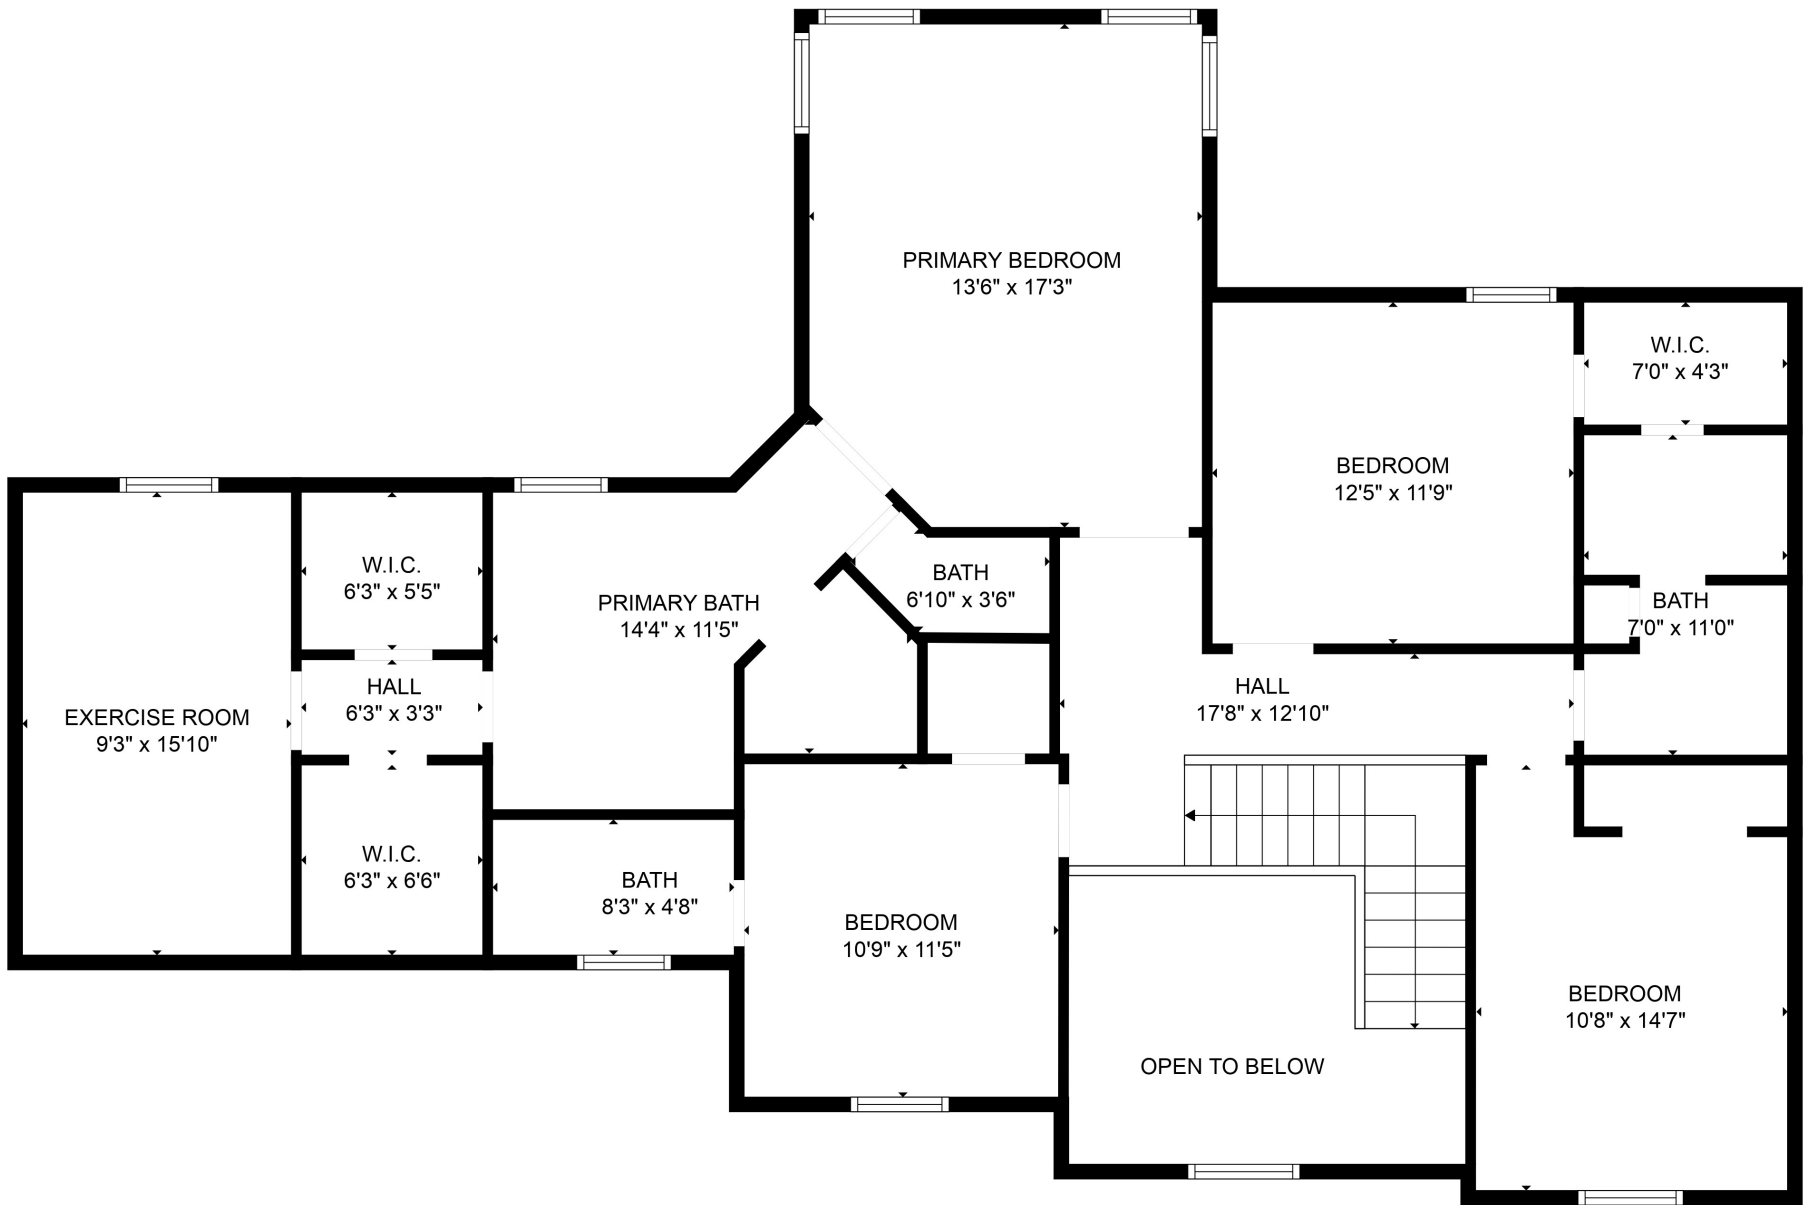 PRIMARY BEDROOM
13'6" x 17'3"
W.I.C.
7'0" x 4'3"
BEDROOM
12'5" x 11'9"
W.I.C.
6'3" x 5'5"
BATH
6'10" x 3'6"
PRIMARY BATH
14'4" x 11'5"
BATH
7'0" x 11'0"
HALL
6'3" x 3'3"
HALL
17'8" x 12'10"
EXERCISE ROOM
9'3" x 15'10"
W.I.C.
6'3" x 6'6"
BATH
8'3" x 4'8"
BEDROOM
10'9" x 11'5"
BEDROOM
10'8" x 14'7"
OPEN TO BELOW